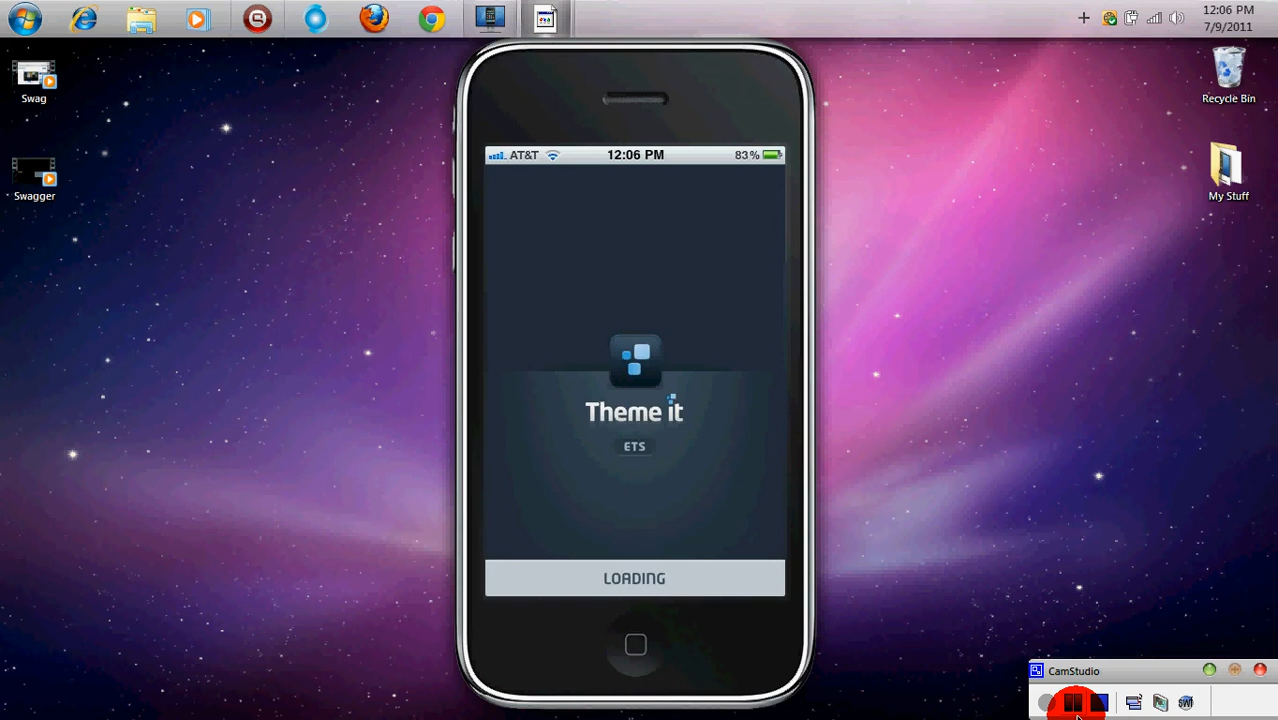 12:06 PM
7/9/2011
Swag
Swagger
Recycle Bin
My Stuff
AT&T 12:06 PM 83%
Theme it
ETS
LOADING
CamStudio
SWF